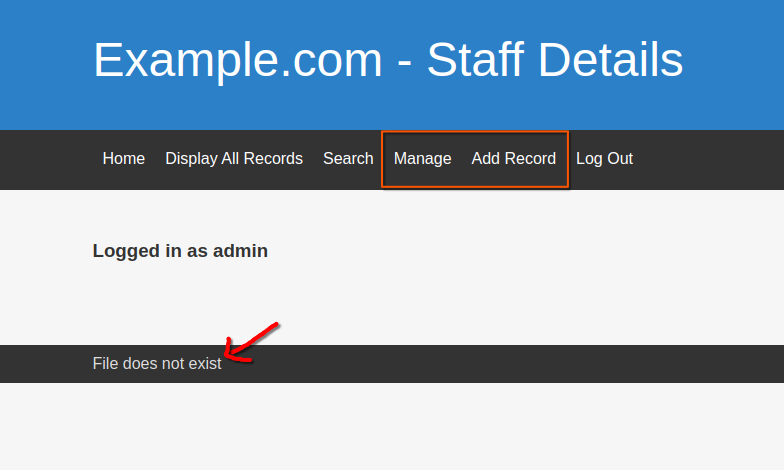 Example.com - Staff Details
Home Display All Records Search Manage Add Record Log Out
Logged in as admin
File does not exist